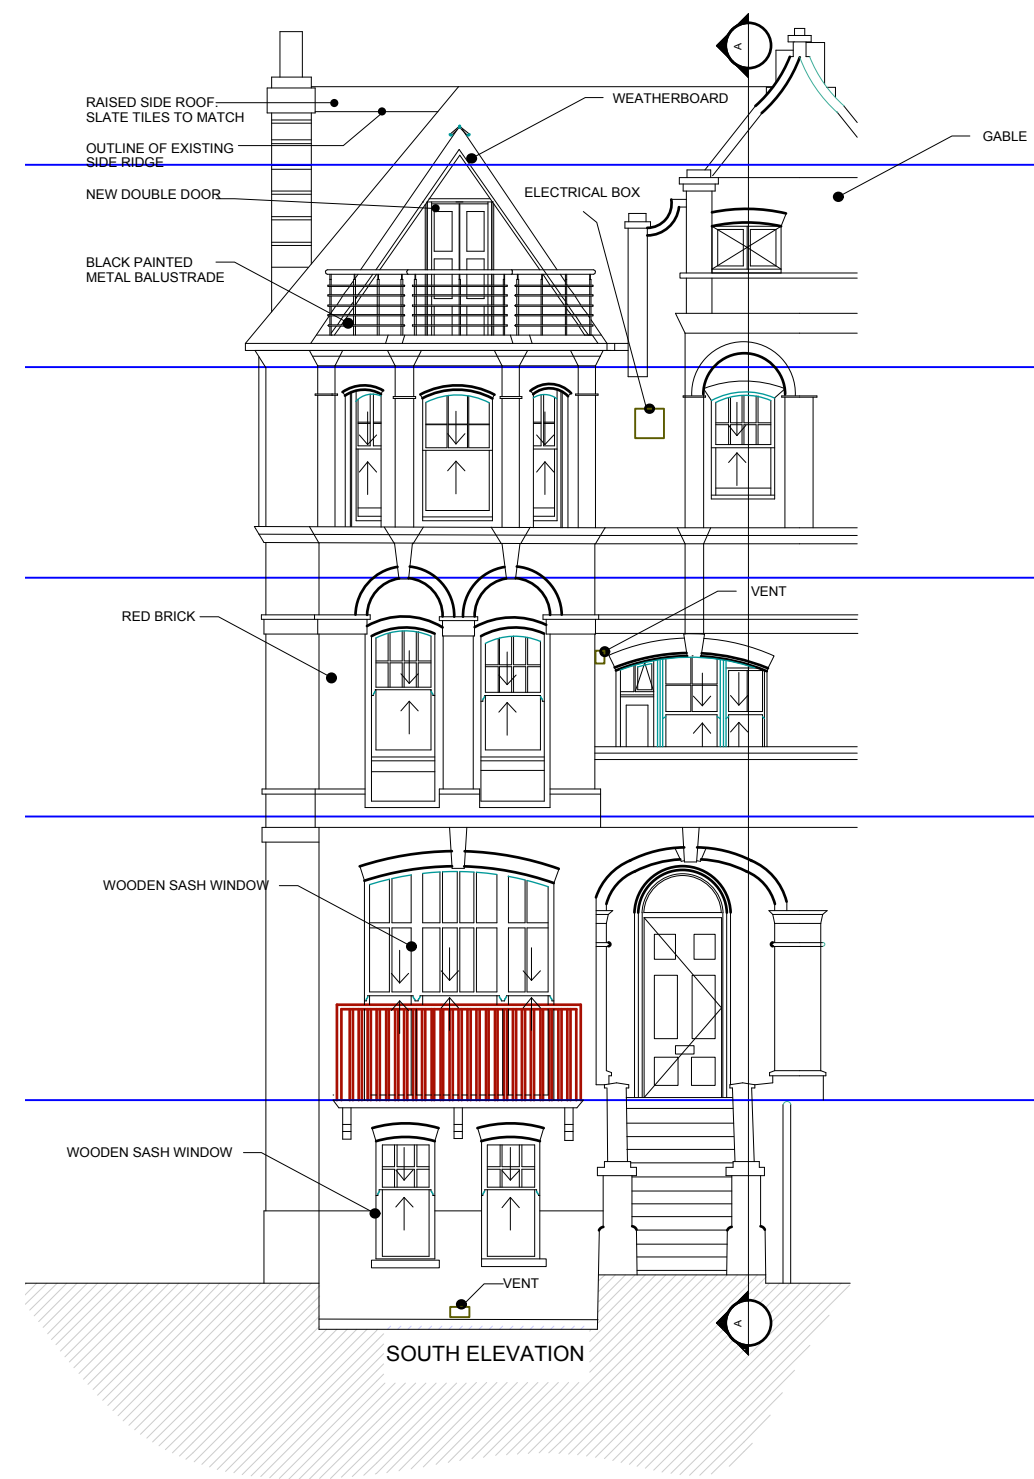 A
WEATHERBOARD
RAISED SIDE ROOF.
SLATE TILES TO MATCH
GABLE
OUTLINE OF EXISTING
SIDE RIDGE
NEW DOUBLE DOOR
ELECTRICAL BOX
BLACK PAINTED
METAL BALUSTRADE
VENT
RED BRICK
WOODEN SASH WINDOW
WOODEN SASH WINDOW
VENT
A
SOUTH ELEVATION